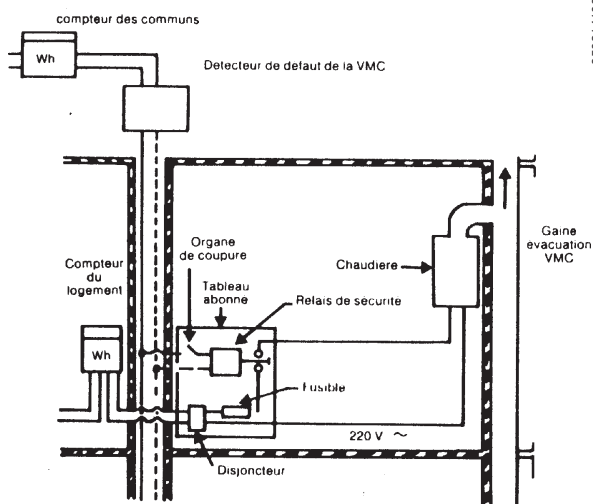 compteur des communs
Wh
Detecteur de defaut de la VMC
Organe
de coupure
Compteur
du
logement
Tableau
abonne
Chaudiere
Relais de securite
Gaine
evacuation
VMC
Wh
Fusible
220 V ~
Disjoncteur